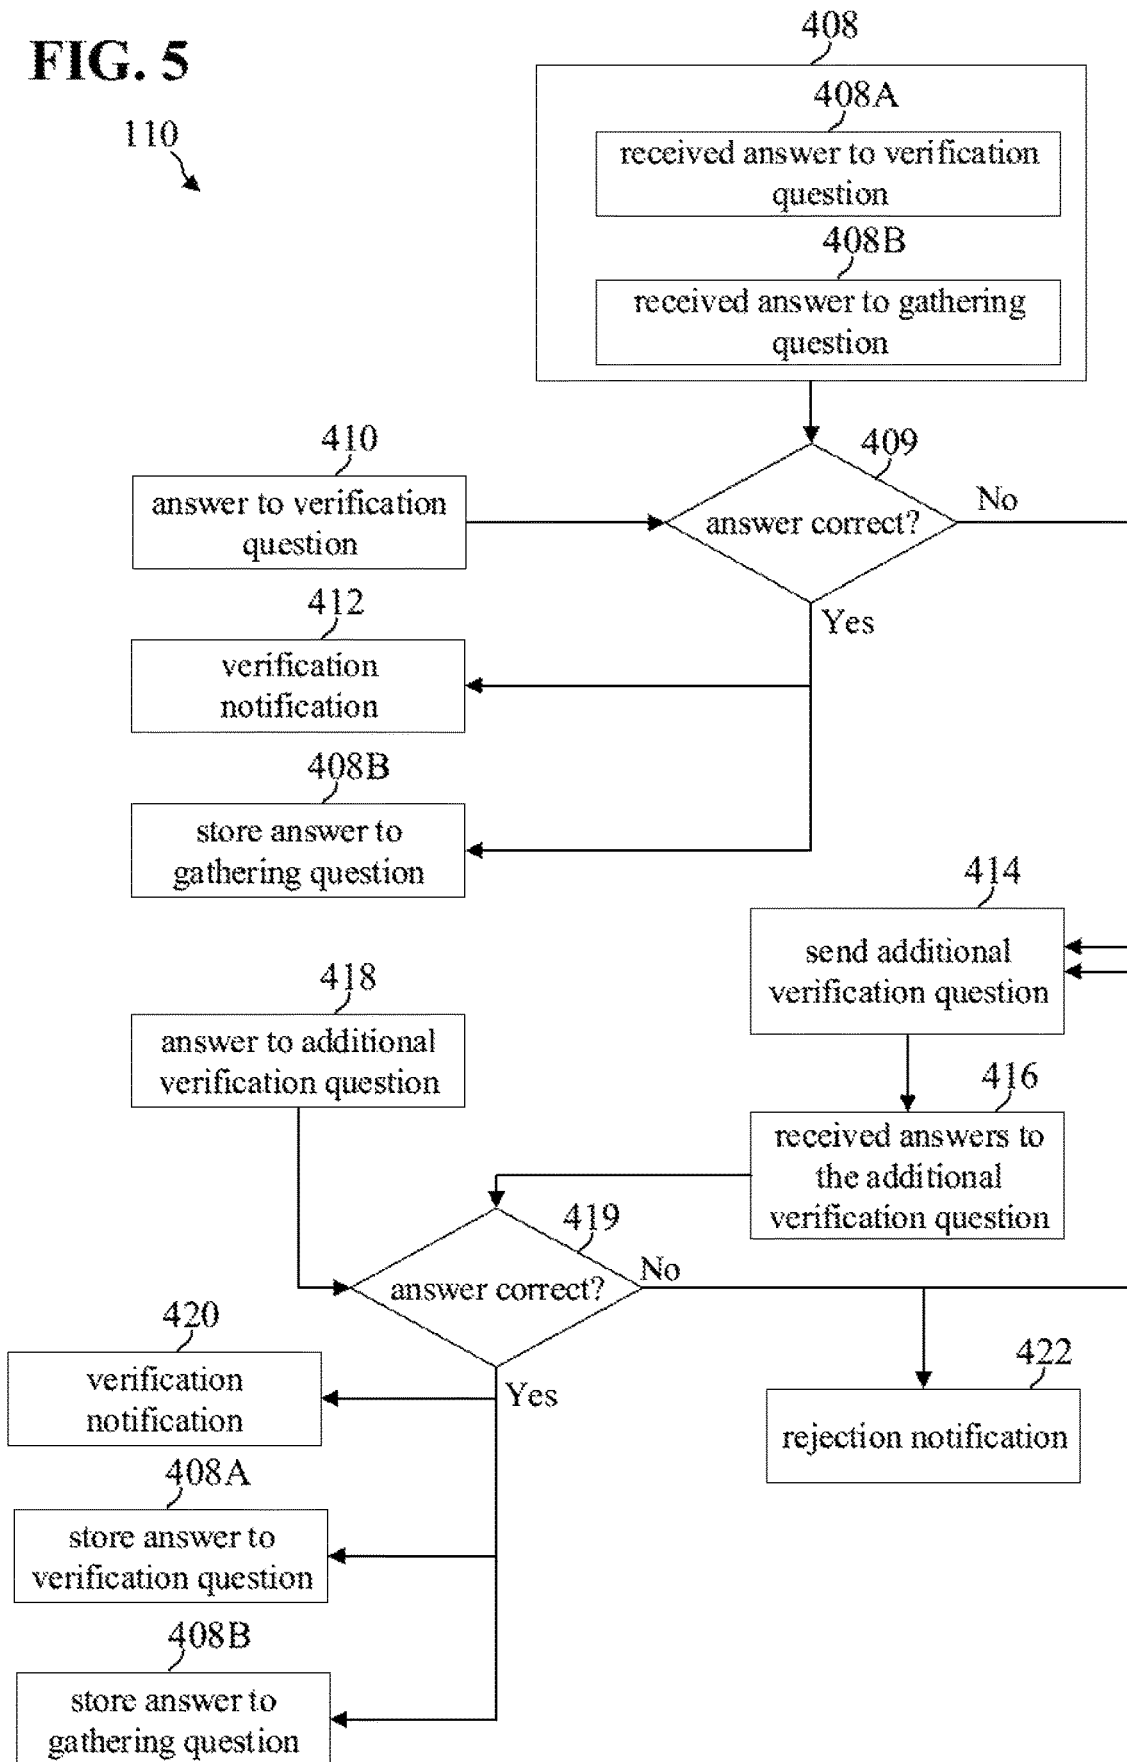 FIG. 5
110
408
408A
received answer to verification
question
408B
received answer to gathering
question
410
answer to verification
question
409
answer correct?
No
Yes
412
verification
notification
408B
store answer to
gathering question
414
send additional
verification question
418
answer to additional
verification question
416
received answers to
the additional
verification question
419
answer correct?
No
Yes
420
verification
notification
422
rejection notification
408A
store answer to
verification question
408B
store answer to
gathering question